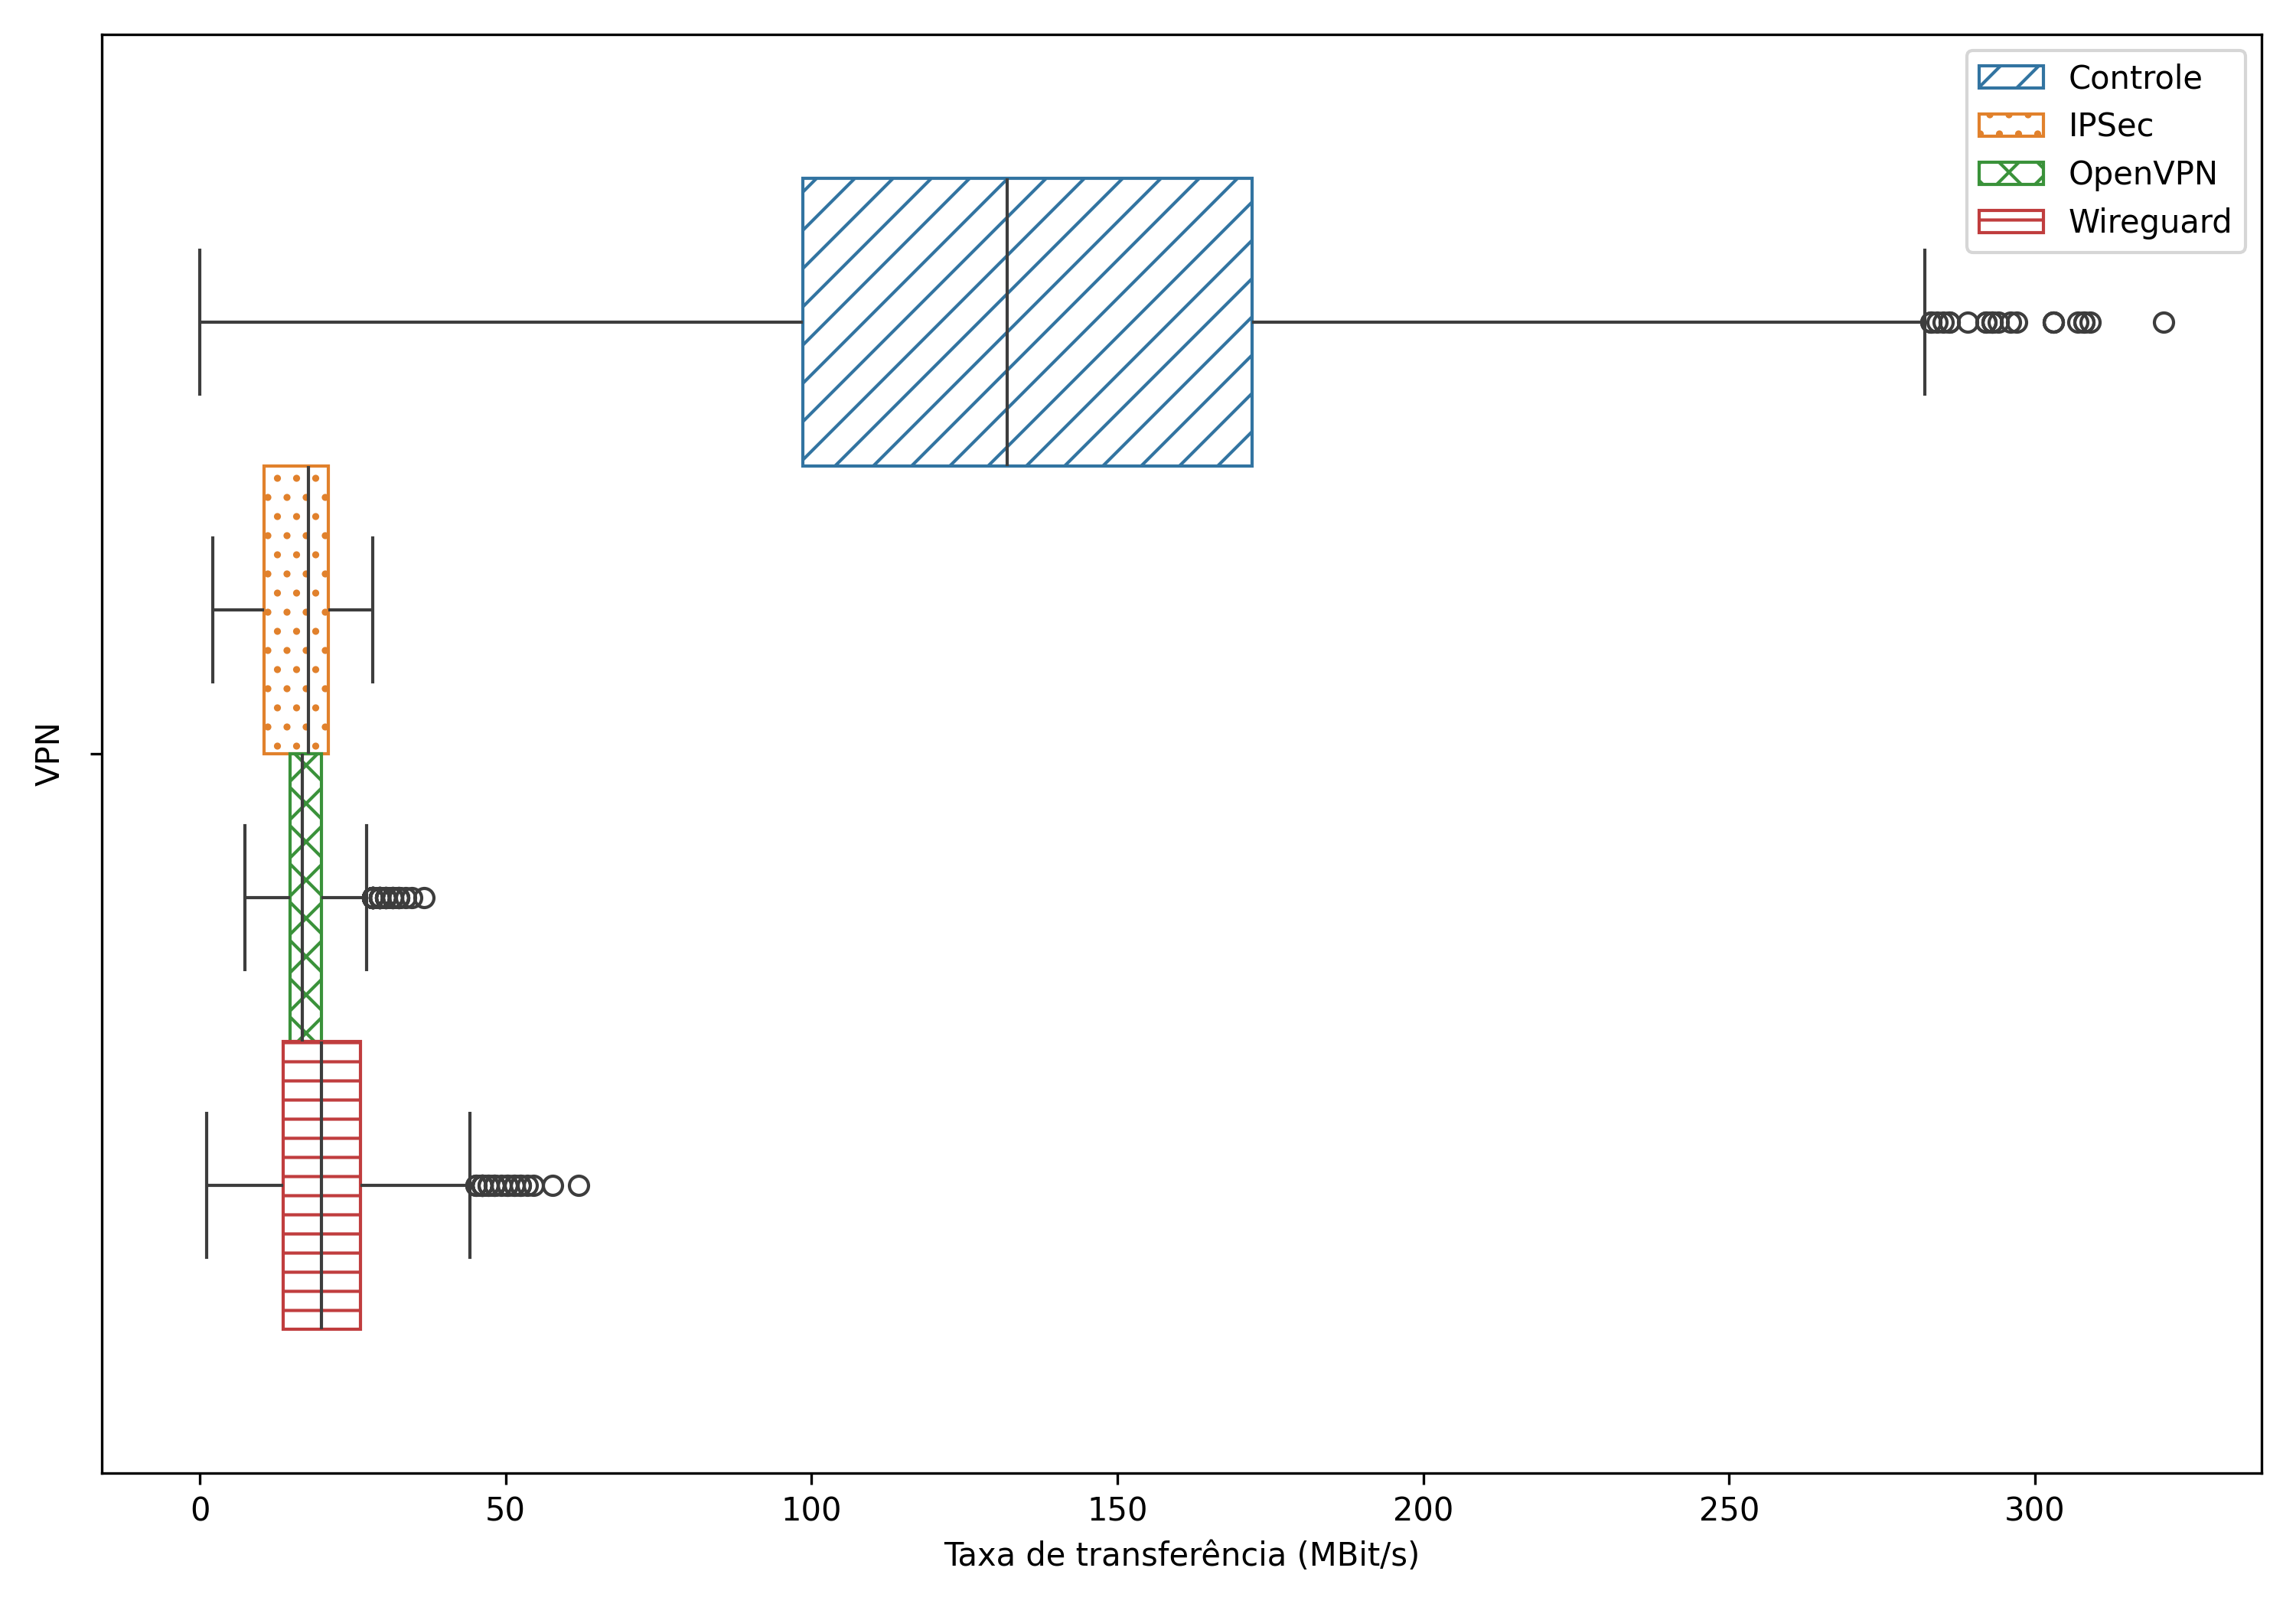 Controle
IPSec
OpenVPN
Wireguard
VPN
0 50 100 150 200 250 300
Taxa de transferência (MBit/s)